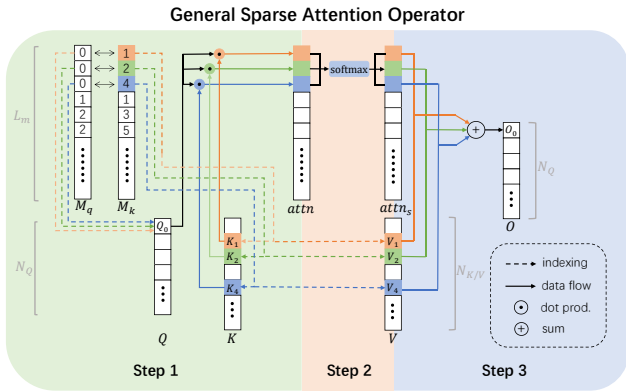 General Sparse Attention Operator
0 1
0 2
0 4
1 1
2 3
2 5
L_m
M_q M_k
softmax
attn attn_s
O_0
N_Q
O
Q_0
N_Q
K_1 V_1
K_2 V_2
K_4 V_4
N_{K/V}
Q K V
indexing
data flow
dot prod.
sum
Step 1 Step 2 Step 3